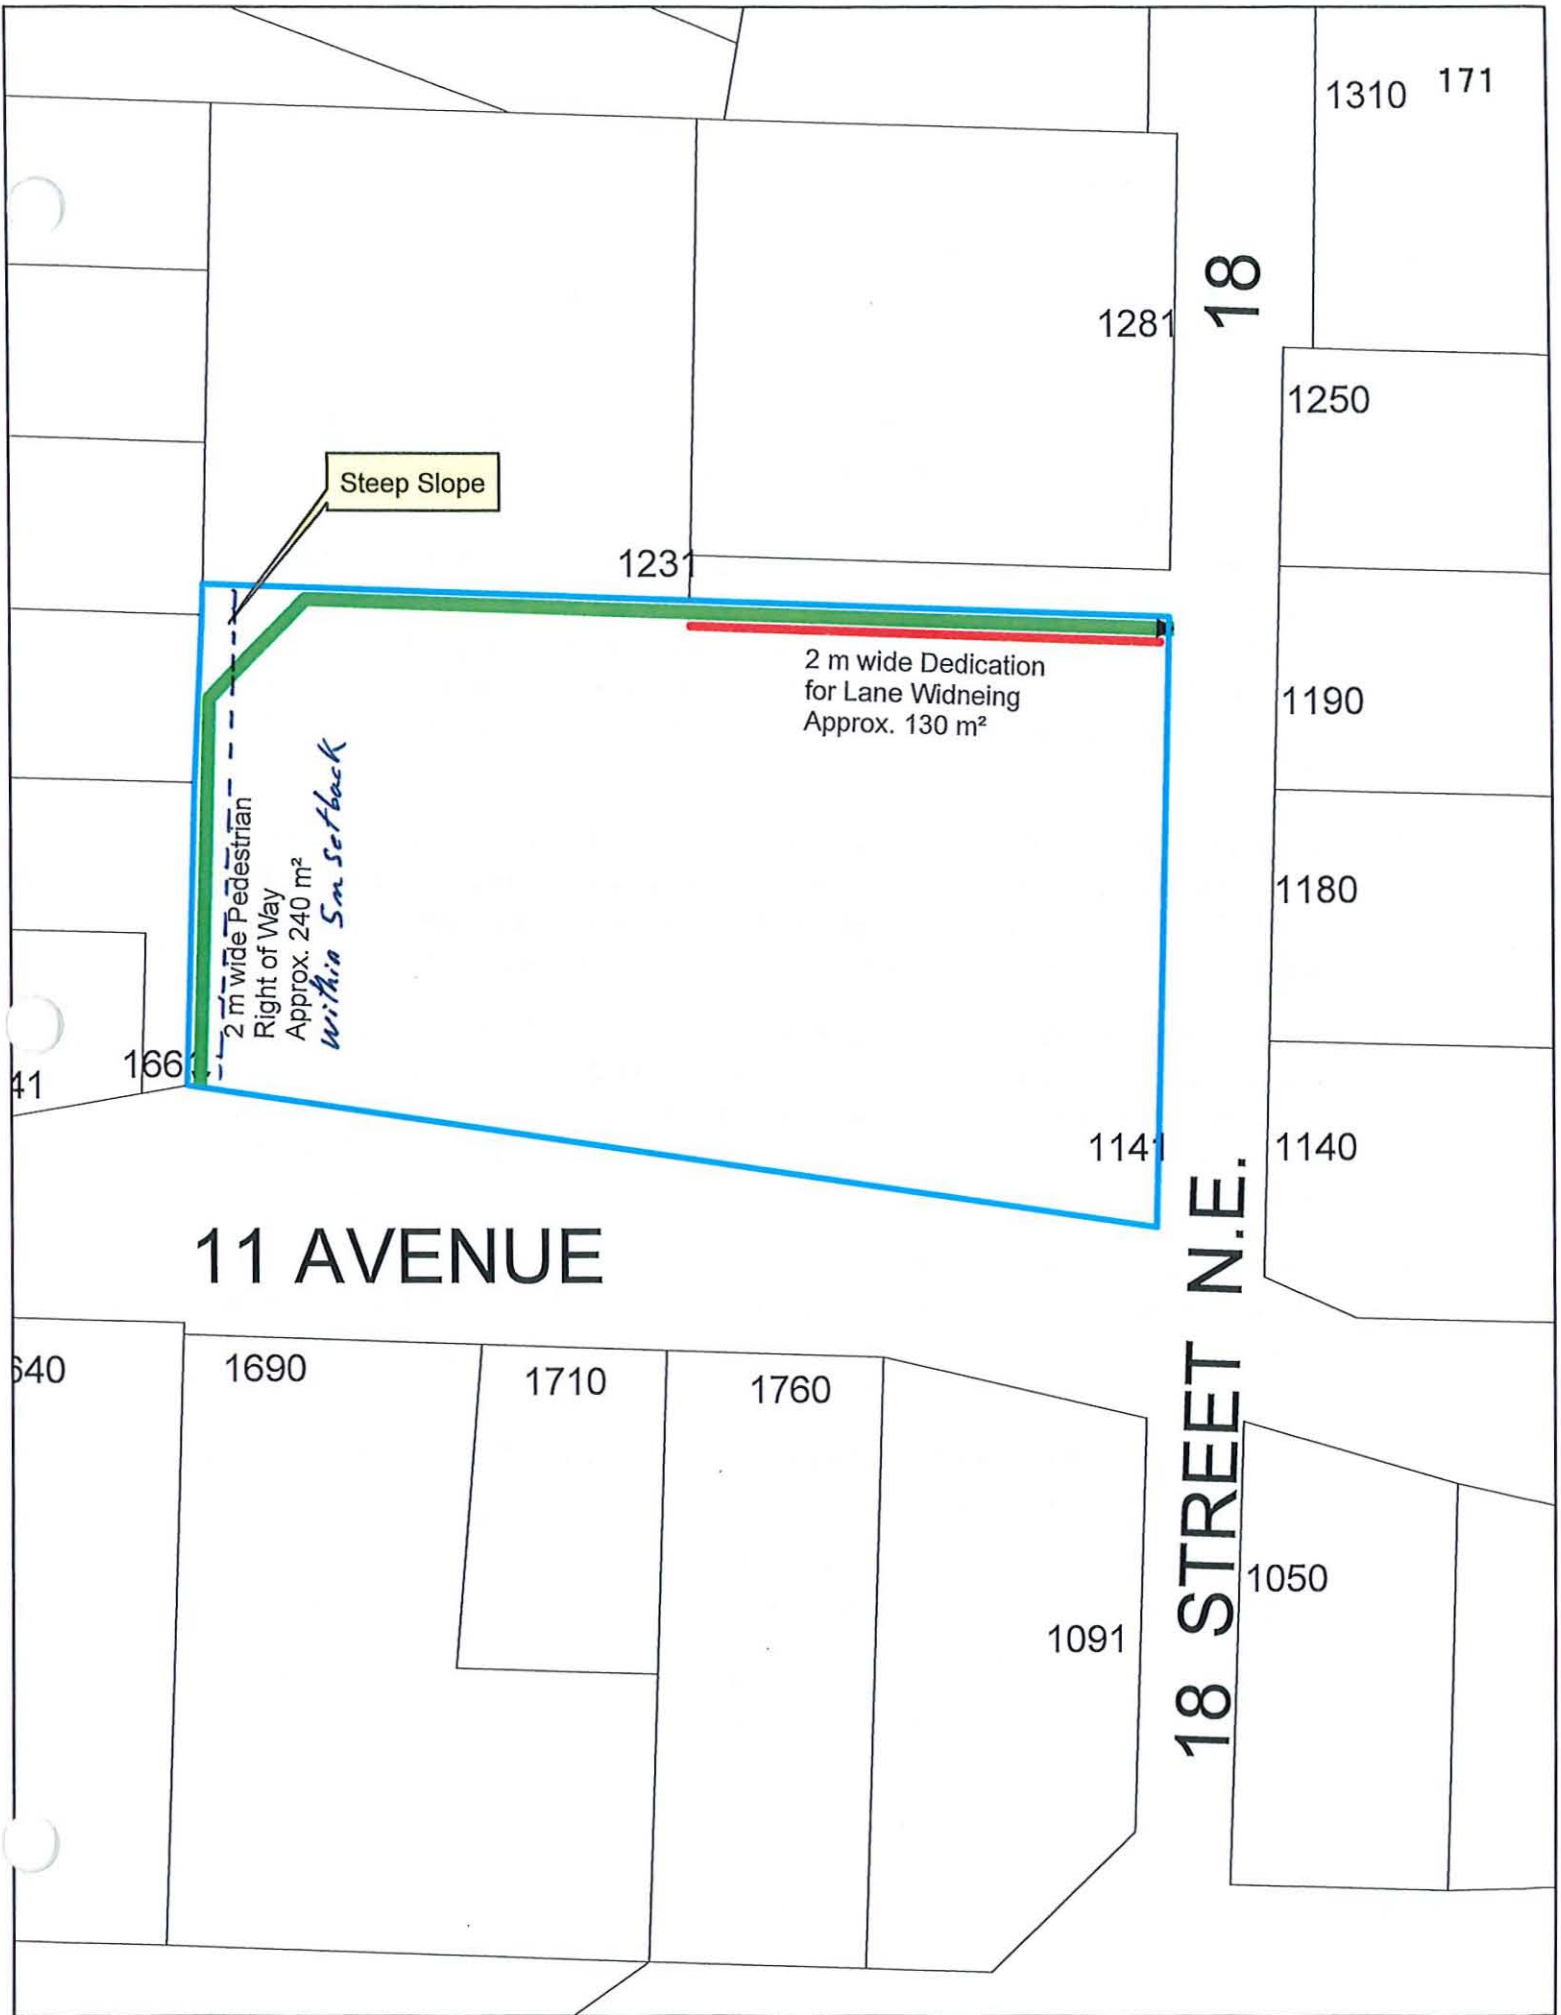 1310 171
18
1281
1250
Steep Slope
1231
2 m wide Dedication
for Lane Widneing
Approx. 130 m²
1190
2 m wide Pedestrian
Right of Way
Approx. 240 m²
within 5m setback
1180
41
1141
1140
11 AVENUE
18 STREET N.E.
640
1690
1710
1760
1050
1091